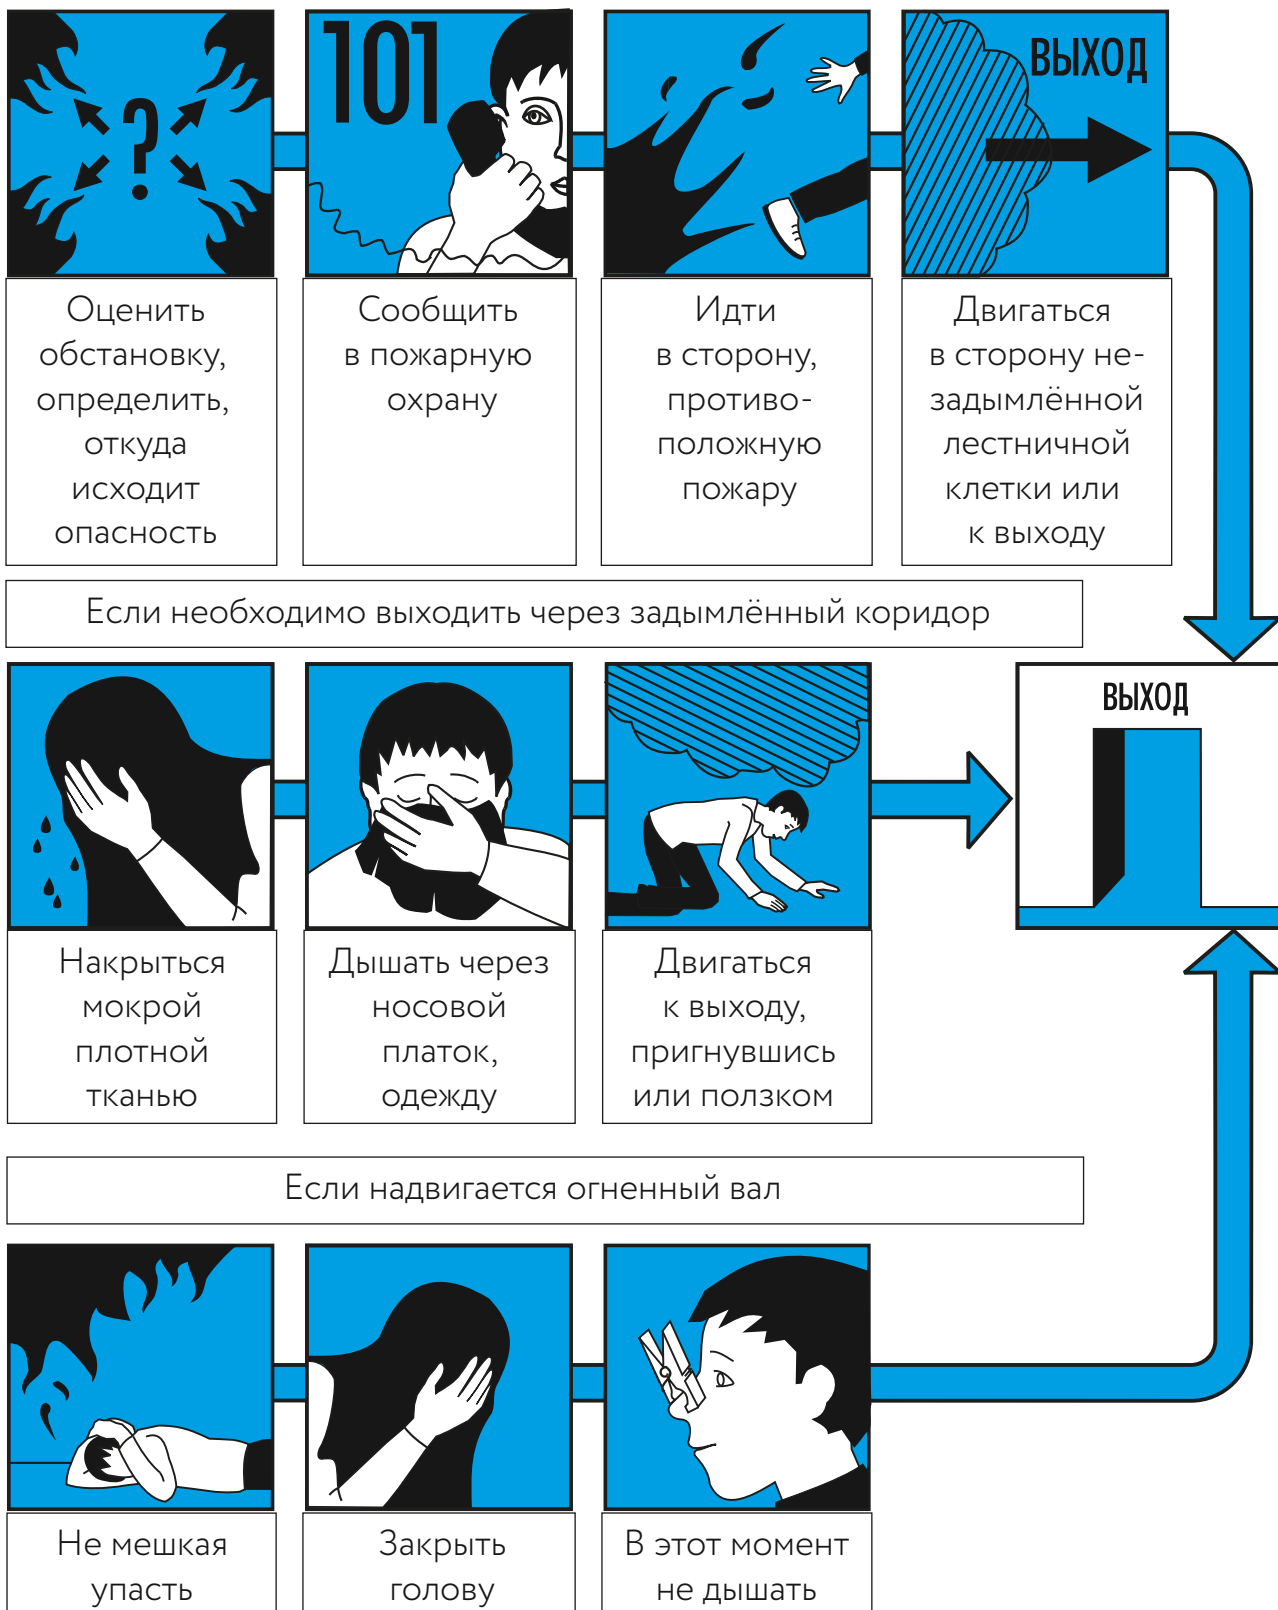 ?
101
ВЫХОД
Оценить
обстановку,
определить,
откуда
исходит
опасность
Сообщить
в пожарную
охрану
Идти
в сторону,
противо-
положную
пожару
Двигаться
в сторону не-
задымлённой
лестничной
клетки или
к выходу
Если необходимо выходить через задымлённый коридор
ВЫХОД
Накрыться
мокрой
плотной
тканью
Дышать через
носовой
платок,
одежду
Двигаться
к выходу,
пригнувшись
или ползком
Если надвигается огненный вал
Не мешкая
упасть
Закрыть
голову
В этот момент
не дышать